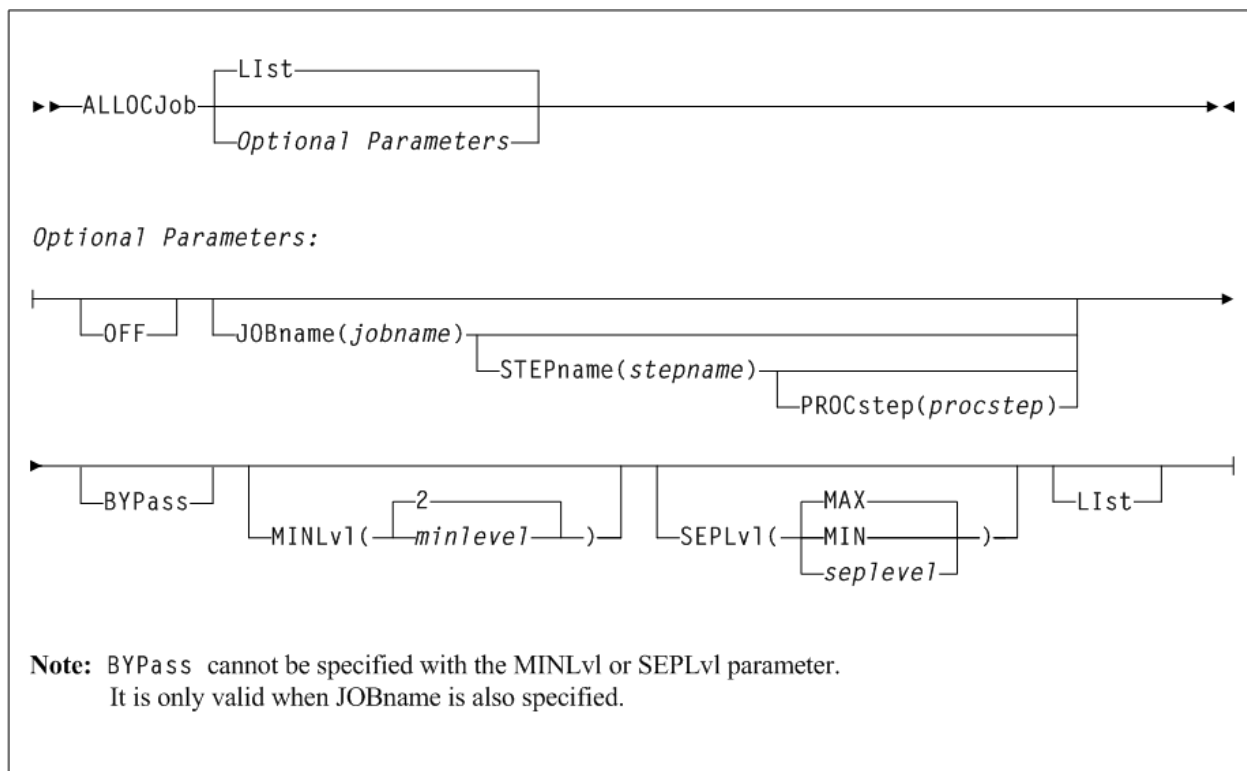 LIst
ALLOCJob
Optional Parameters
Optional Parameters:
OFF JOBname(jobname)
STEPname(stepname)
PROCstep(procstep)
BYPass MINLvl( 2 minlevel ) SEPLvl( MAX MIN seplevel ) LIst
Note: BYPass cannot be specified with the MINLvl or SEPLvl parameter.
It is only valid when JOBname is also specified.